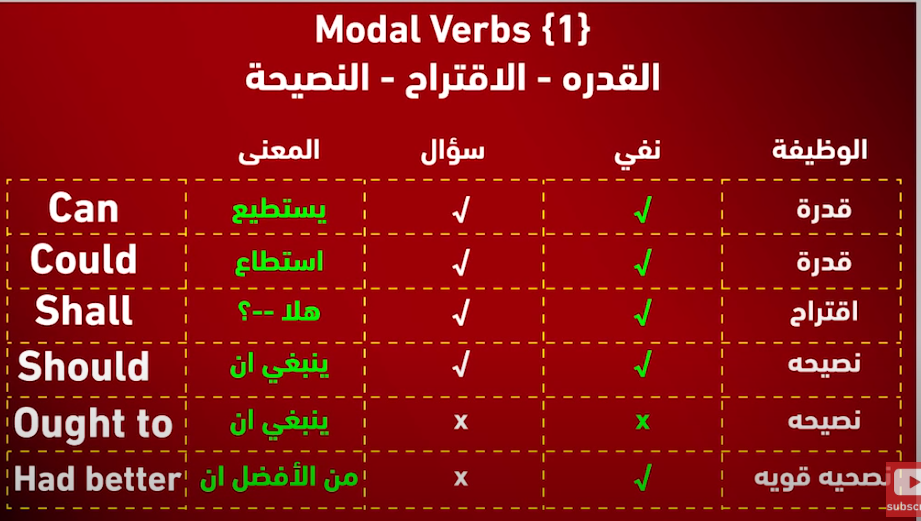 Modal Verbs {1}
القدره - الاقتراح - النصيحة
المعنى سؤال نفي الوظيفة
Can يستطيع √ √ قدرة
Could استطاع √ √ قدرة
Shall هلا --؟ √ √ اقتراح
Should ينبغي ان √ √ نصيحه
Ought to ينبغي ان x x نصيحه
Had better من الأفضل ان x √ نصحيه قويه